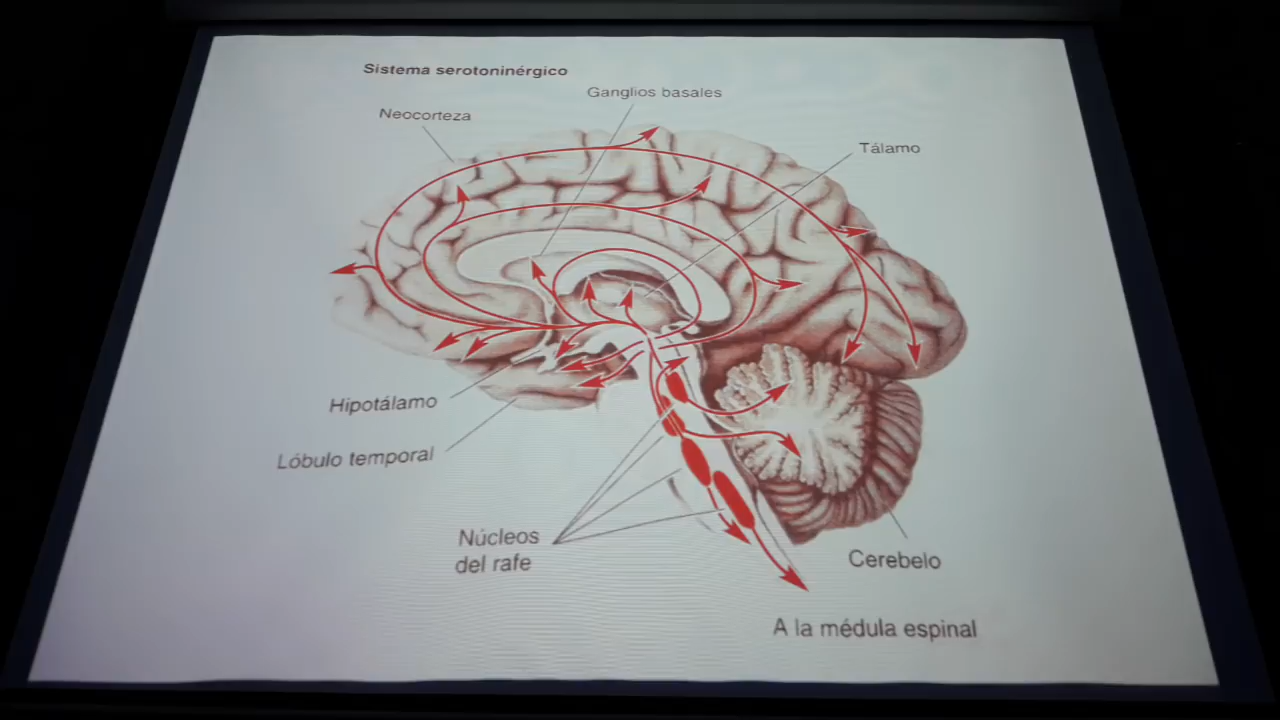 Sistema serotoninérgico
Ganglios basales
Neocorteza
Tálamo
Hipotálamo
Lóbulo temporal
Núcleos
del rafe
Cerebelo
A la médula espinal